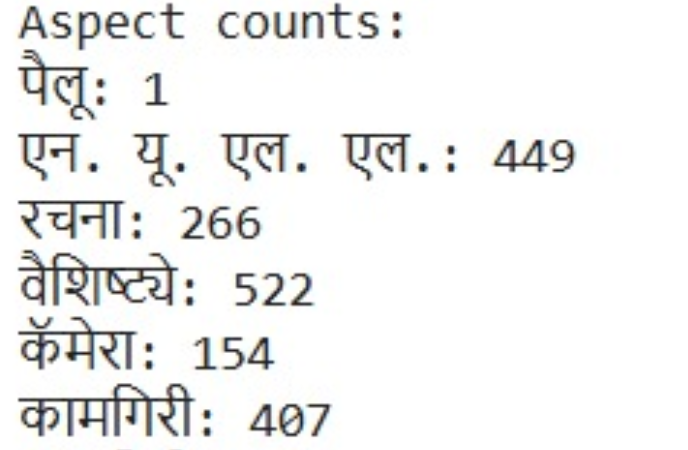 Aspect counts:
पैलू: 1
एन. यू. एल. एल.: 449
रचना: 266
वैशिष्ट्ये: 522
कॅमेरा: 154
कामगिरी: 407